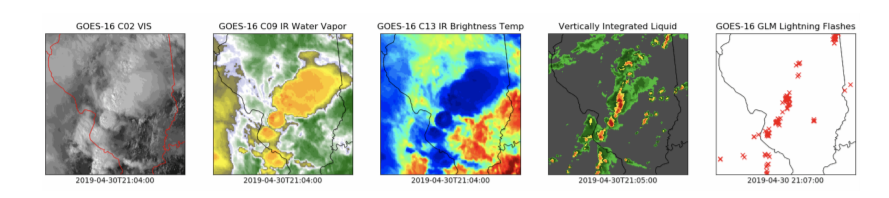 GOES-16 C02 VIS
GOES-16 C09 IR Water Vapor
GOES-16 C13 IR Brightness Temp
Vertically Integrated Liquid
GOES-16 GLM Lightning Flashes
2019-04-30T21:04:00
2019-04-30T21:04:00
2019-04-30T21:04:00
2019-04-30T21:05:00
2019-04-30 21:07:00